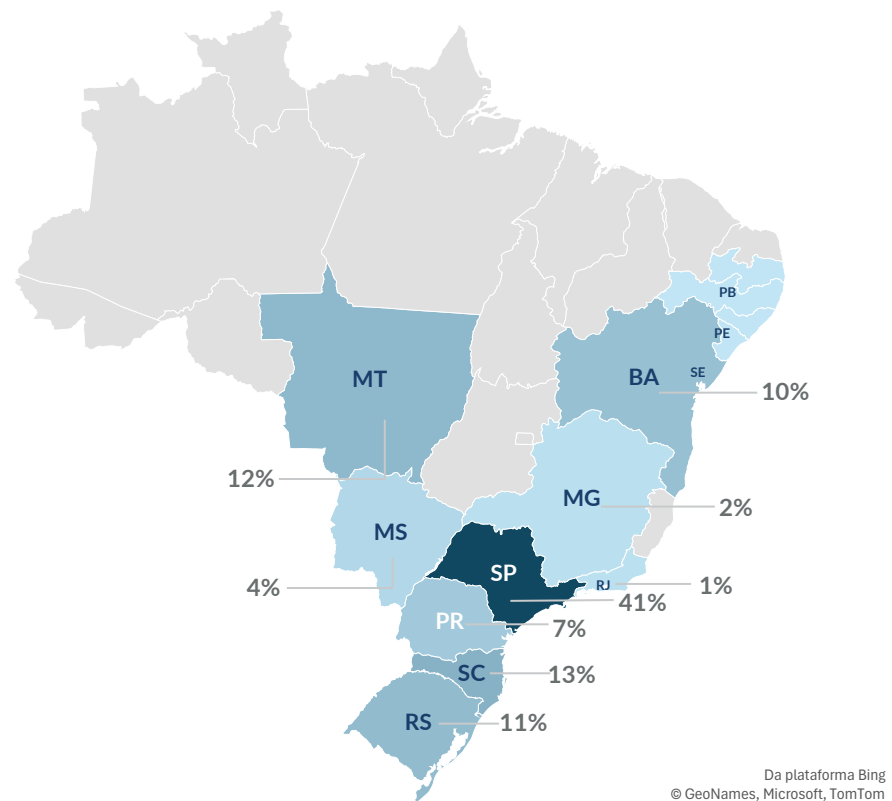 PB
PE
SE
MT
BA
10%
12%
MG
2%
MS
SP
RJ
1%
4%
41%
PR
7%
SC
13%
RS
11%
Da plataforma Bing
© GeoNames, Microsoft, TomTom